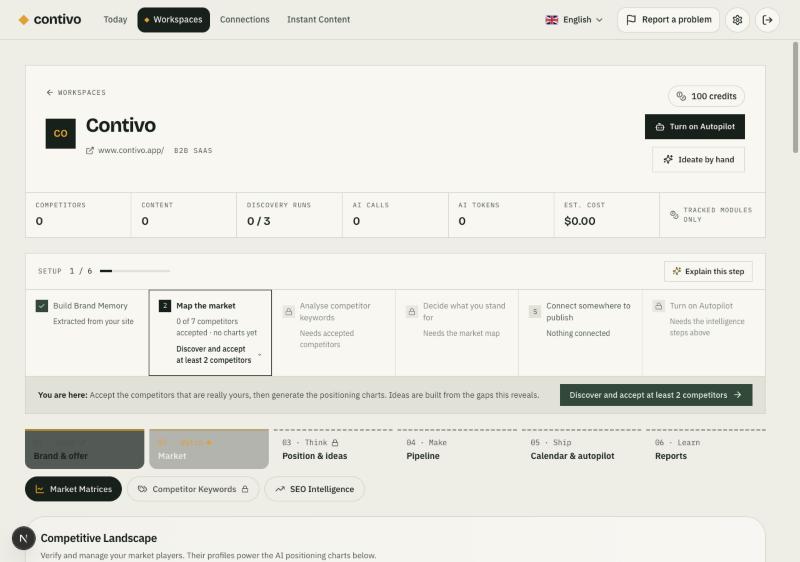 contivo
Today
Workspaces
Connections
Instant Content
English
Report a problem
WORKSPACES
100 credits
CO
Contivo
Turn on Autopilot
www.contivo.app/
B2B SAAS
Ideate by hand
COMPETITORS
0
CONTENT
0
DISCOVERY RUNS
0 / 3
AI CALLS
0
AI TOKENS
0
EST. COST
$0.00
TRACKED MODULES
ONLY
SETUP 1 / 6
Explain this step
Build Brand Memory
Extracted from your site
2 Map the market
0 of 7 competitors
accepted · no charts yet
Discover and accept
at least 2 competitors
Analyse competitor
keywords
Needs accepted
competitors
Decide what you stand
for
Needs the market map
5 Connect somewhere to
publish
Nothing connected
Turn on Autopilot
Needs the intelligence
steps above
You are here: Accept the competitors that are really yours, then generate the positioning charts. Ideas are built from the gaps this reveals.
Discover and accept at least 2 competitors
Brand & offer
Market
03 · Think
Position & ideas
04 · Make
Pipeline
05 · Ship
Calendar & autopilot
06 · Learn
Reports
Market Matrices
Competitor Keywords
SEO Intelligence
N
Competitive Landscape
Verify and manage your market players. Their profiles power the AI positioning charts below.